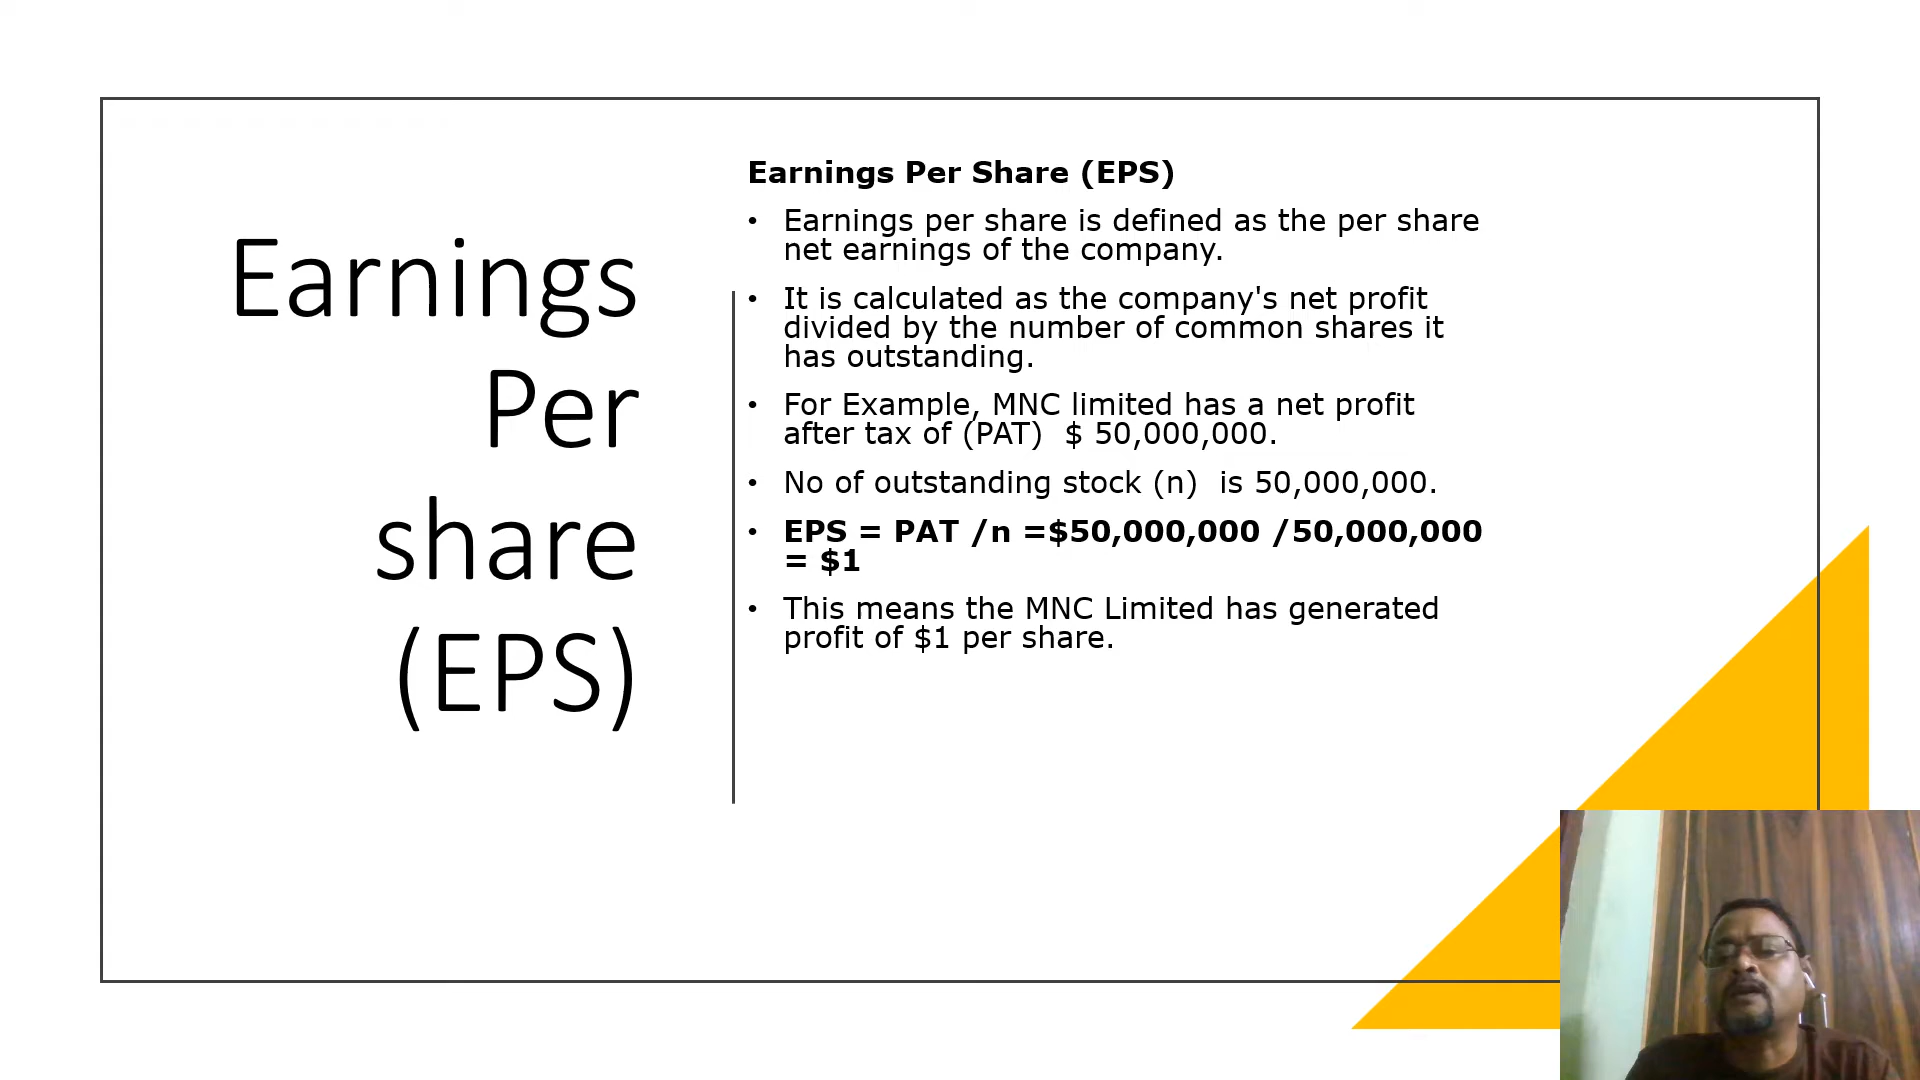 Earnings
Per
share
(EPS)
Earnings Per Share (EPS)
• Earnings per share is defined as the per share
net earnings of the company.
• It is calculated as the company's net profit
divided by the number of common shares it
has outstanding.
• For Example, MNC limited has a net profit
after tax of (PAT)  $ 50,000,000.
• No of outstanding stock (n)  is 50,000,000.
• EPS = PAT /n =$50,000,000 /50,000,000
= $1
• This means the MNC Limited has generated
profit of $1 per share.